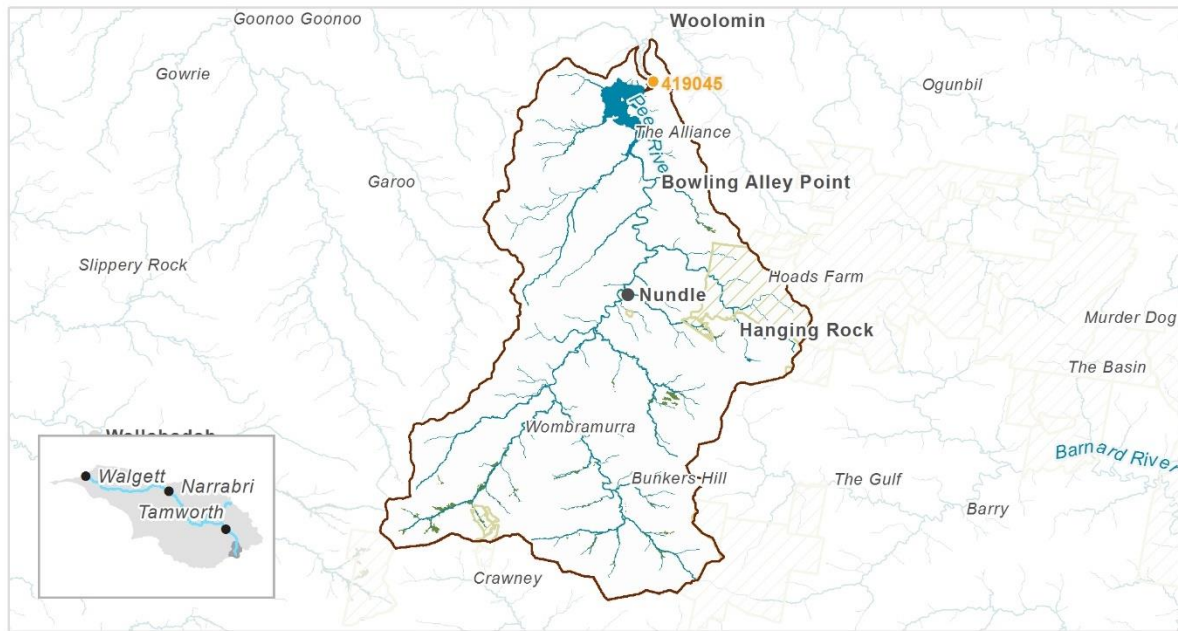 Goonoo Goonoo
Woolomin
Gowrie
419045
Ogunbil
Peel River
The Alliance
Garoo
Bowling Alley Point
Slippery Rock
Hoads Farm
Nundle
Hanging Rock
Murder Dog
The Basin
Wombramurra
Wallabadah
Barnard River
Walgett
Narrabri
Bunkers Hill
The Gulf
Tamworth
Barry
Crawney